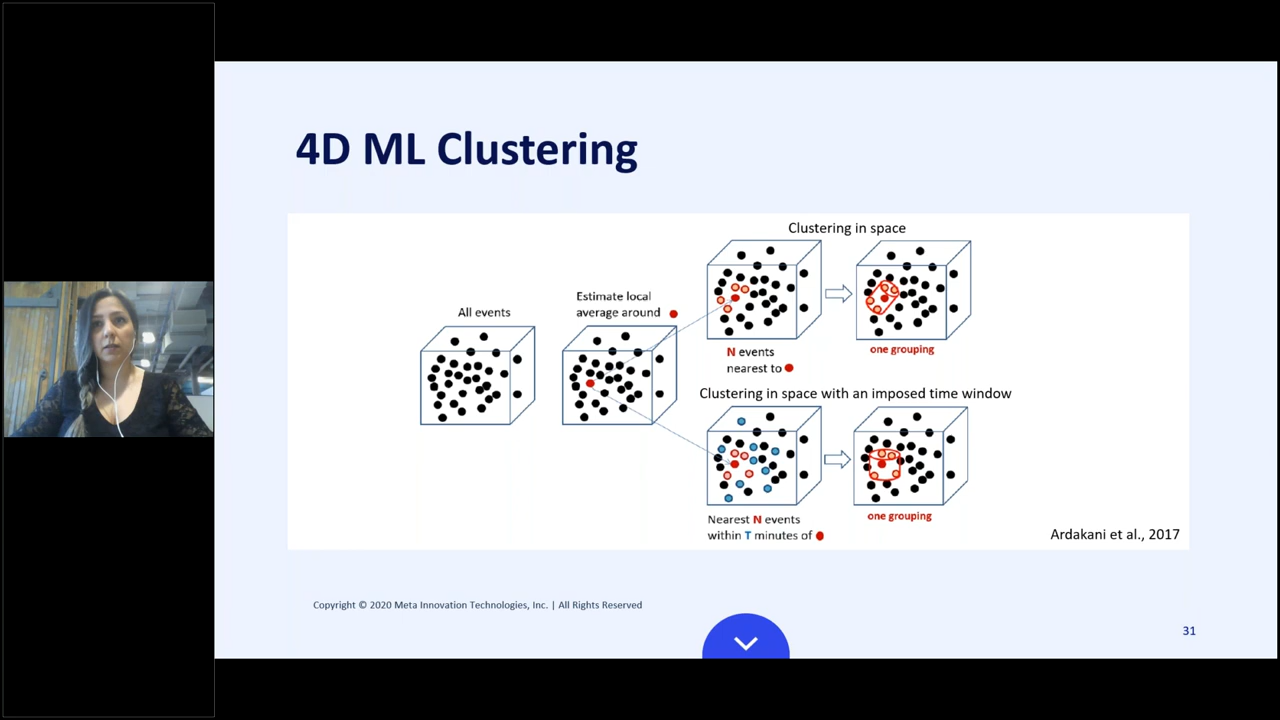 4D ML Clustering
Clustering in space
All events
Estimate local
average around
N events
nearest to
one grouping
Clustering in space with an imposed time window
Nearest N events
within T minutes of
one grouping
Ardakani et al., 2017
Copyright © 2020 Meta Innovation Technologies, Inc. | All Rights Reserved
31